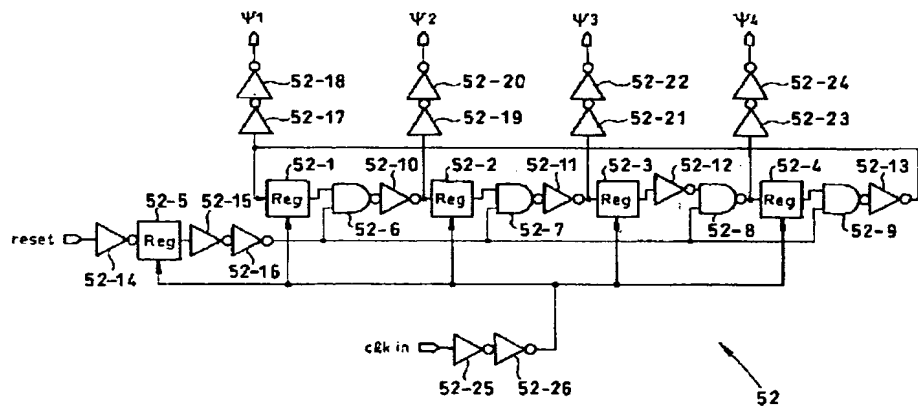 Ψ1 Ψ2 Ψ3 Ψ4
52-18 52-20 52-22 52-24
52-17 52-19 52-21 52-23
52-1 52-10 52-2 52-11 52-3 52-12 52-4 52-13
52-5 52-15 Reg Reg Reg Reg
reset Reg 52-6 52-7 52-8 52-9
52-14 52-16
clk in
52-25 52-26
52